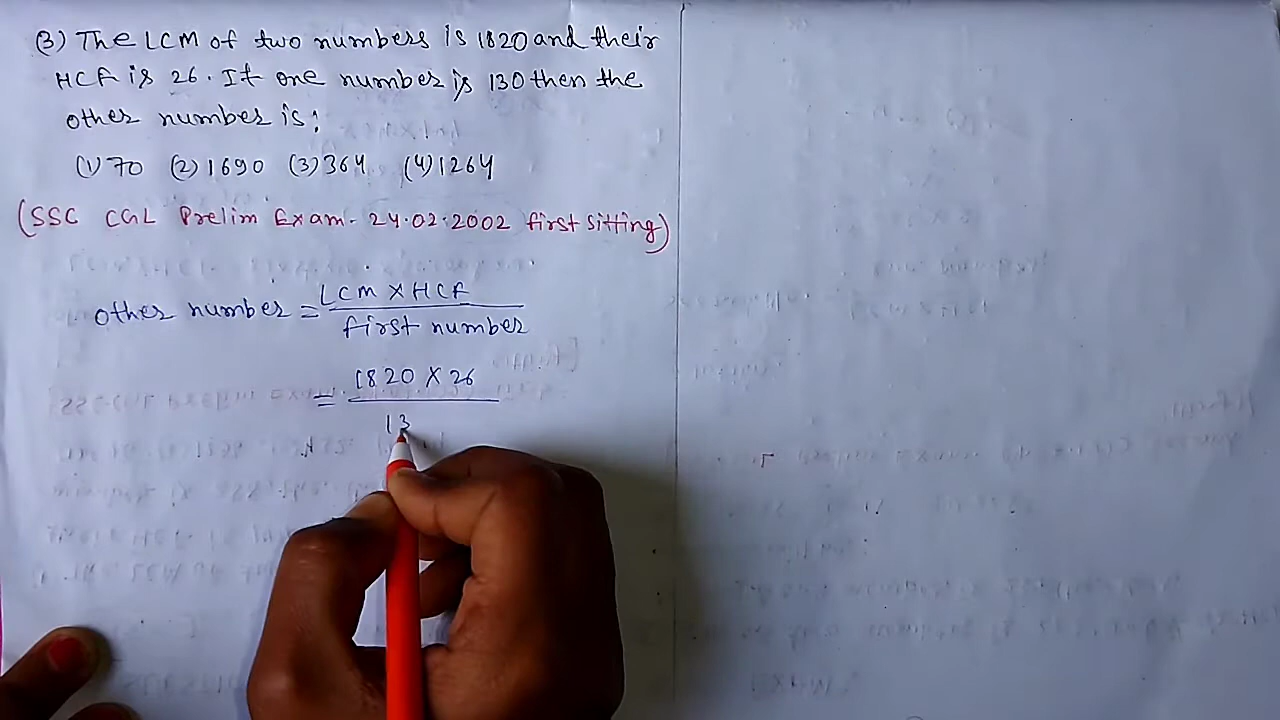 (3) The LCM of two numbers is 1820 and their
HCF is 26. If one number is 130 then the
other number is:
(1) 70 (2) 1690 (3) 364 (4) 1264
(SSC CGL Prelim Exam. 24.02.2002 first sitting)
other number = LCM X HCF
first number
= 1820 X 26
13